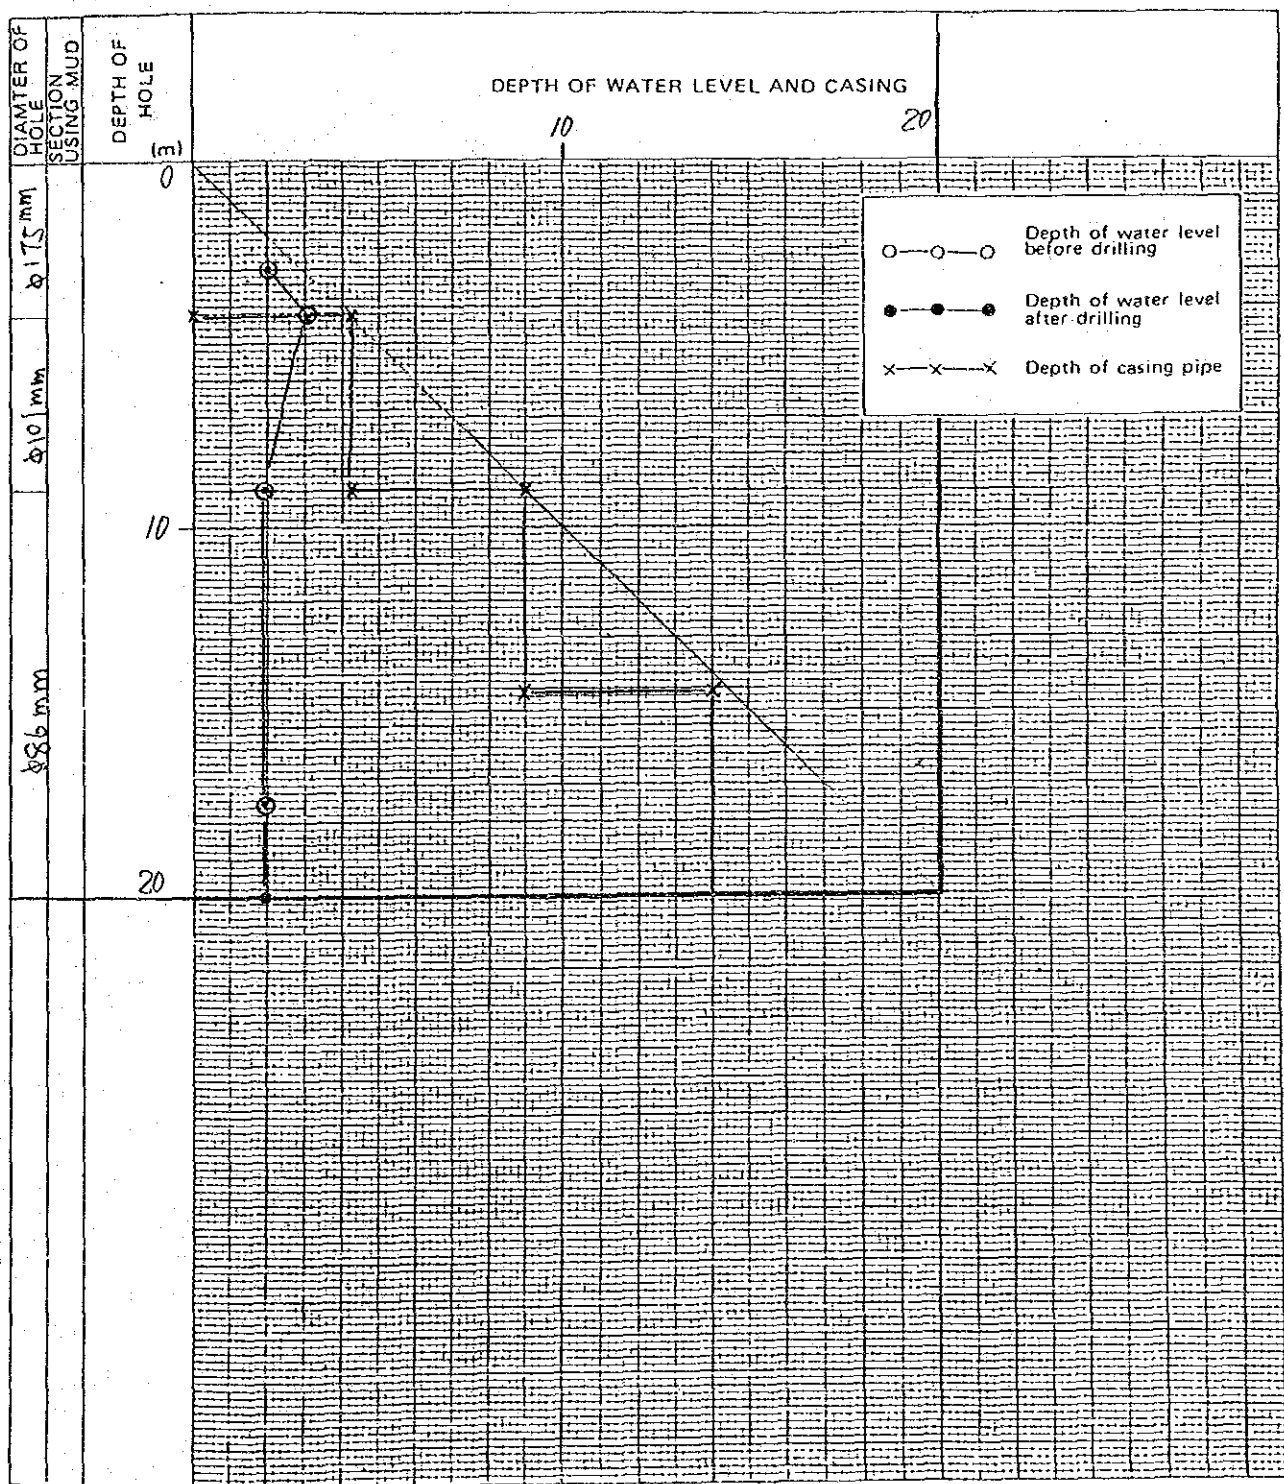 DIAMTER OF
HOLE
SECTION
USING MUD
DEPTH OF
HOLE
(m)
DEPTH OF WATER LEVEL AND CASING
10
20
0
10
20
φ175mm
φ101mm
φ86mm
Depth of water level
before drilling
Depth of water level
after drilling
Depth of casing pipe